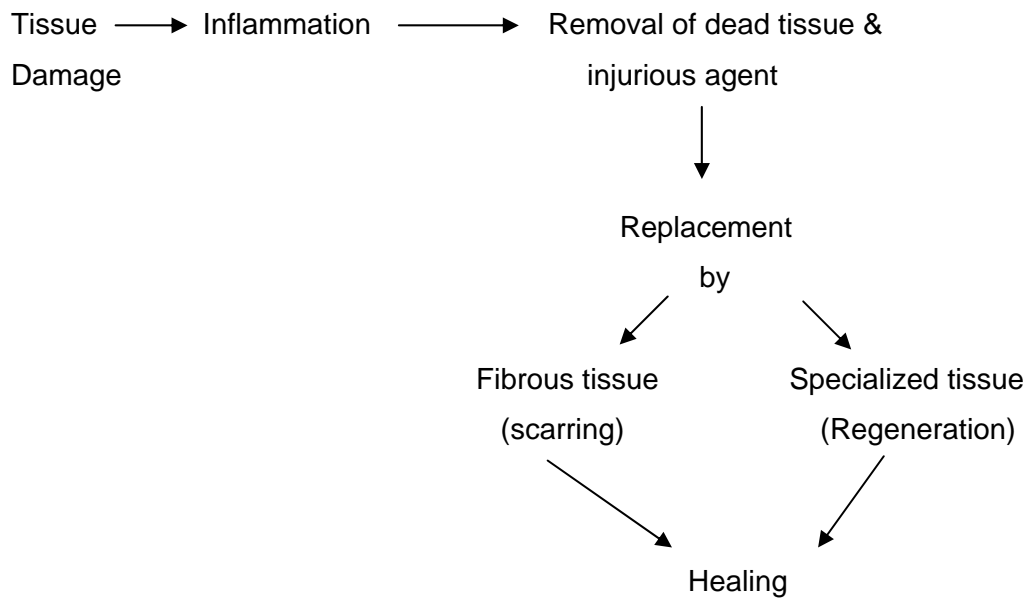 Tissue Inflammation Removal of dead tissue &
Damage injurious agent
Replacement
by
Fibrous tissue Specialized tissue
(scarring) (Regeneration)
Healing